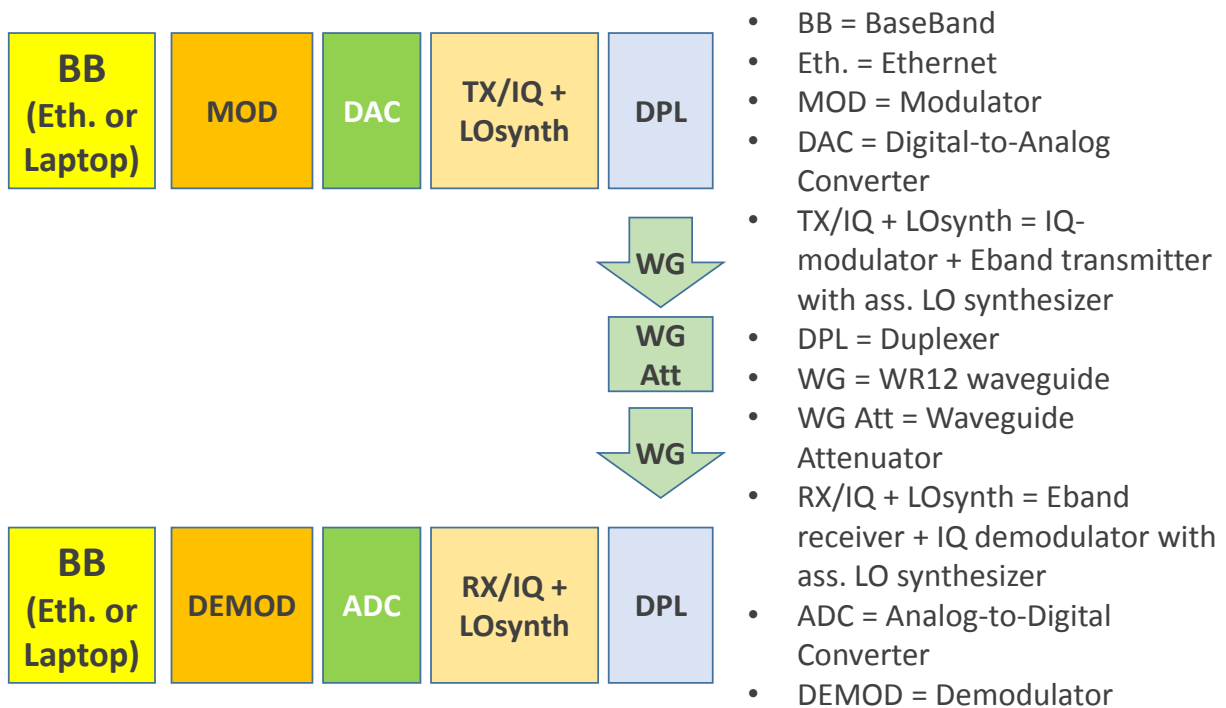 BB
(Eth. or
Laptop)
MOD
DAC
TX/IQ +
LOsynth
DPL
WG
WG
Att
WG
BB
(Eth. or
Laptop)
DEMOD
ADC
RX/IQ +
LOsynth
DPL
• BB = BaseBand
• Eth. = Ethernet
• MOD = Modulator
• DAC = Digital-to-Analog
Converter
• TX/IQ + LOsynth = IQ-
modulator + Eband transmitter
with ass. LO synthesizer
• DPL = Duplexer
• WG = WR12 waveguide
• WG Att = Waveguide
Attenuator
• RX/IQ + LOsynth = Eband
receiver + IQ demodulator with
ass. LO synthesizer
• ADC = Analog-to-Digital
Converter
• DEMOD = Demodulator